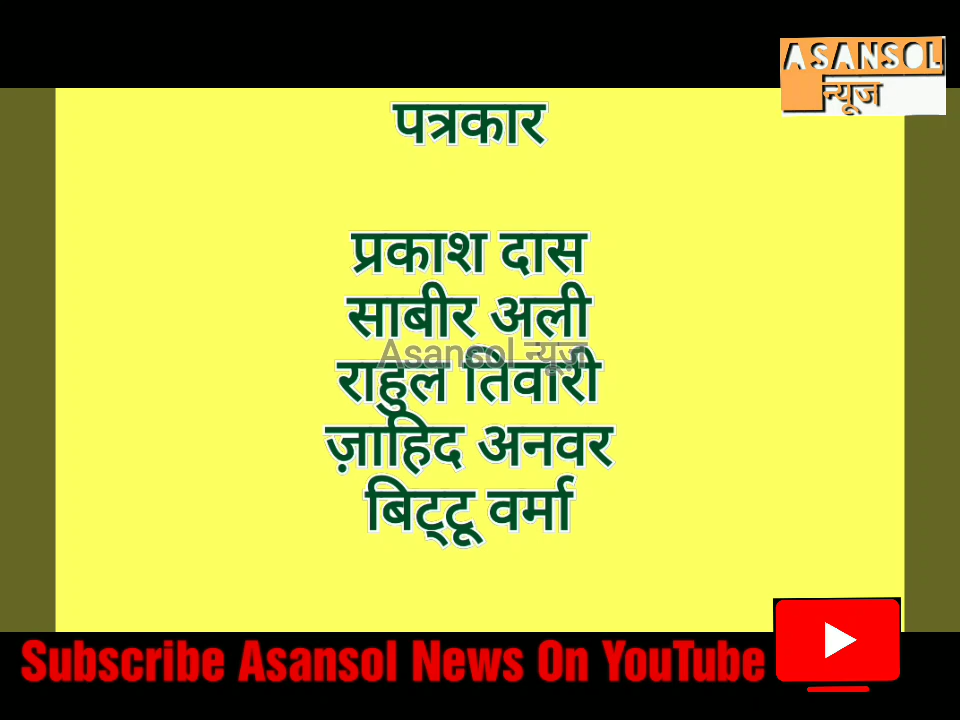 ASANSOL
न्यूज
पत्रकार
प्रकाश दास
साबीर अली
Asansol न्यूज़
राहुल तिवारी
ज़ाहिद अनवर
बिट्टू वर्मा
Subscribe Asansol News On YouTube